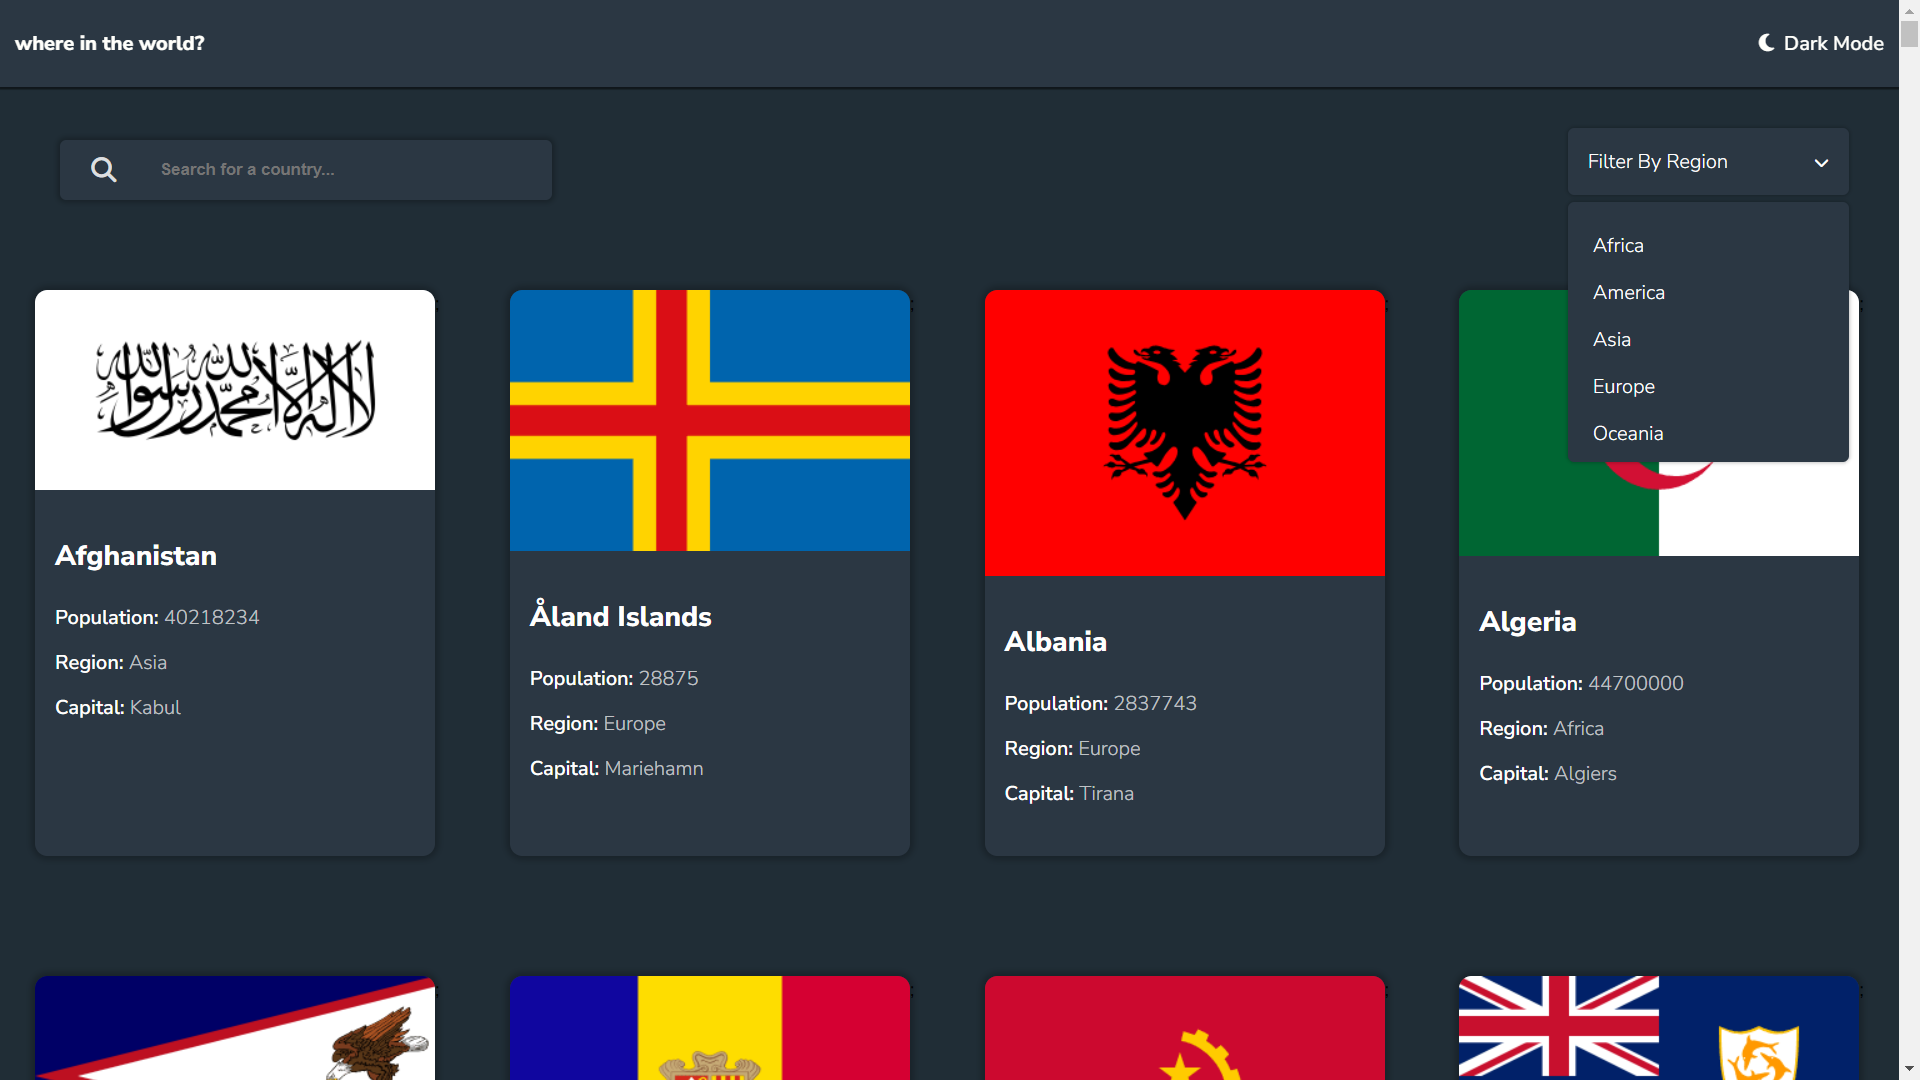 where in the world?
Dark Mode
Search for a country...
Filter By Region
Africa
America
Asia
Europe
Oceania
لا إله إلا الله محمد رسول الله
Afghanistan
Population: 40218234
Region: Asia
Capital: Kabul
Åland Islands
Population: 28875
Region: Europe
Capital: Mariehamn
Albania
Population: 2837743
Region: Europe
Capital: Tirana
Algeria
Population: 44700000
Region: Africa
Capital: Algiers